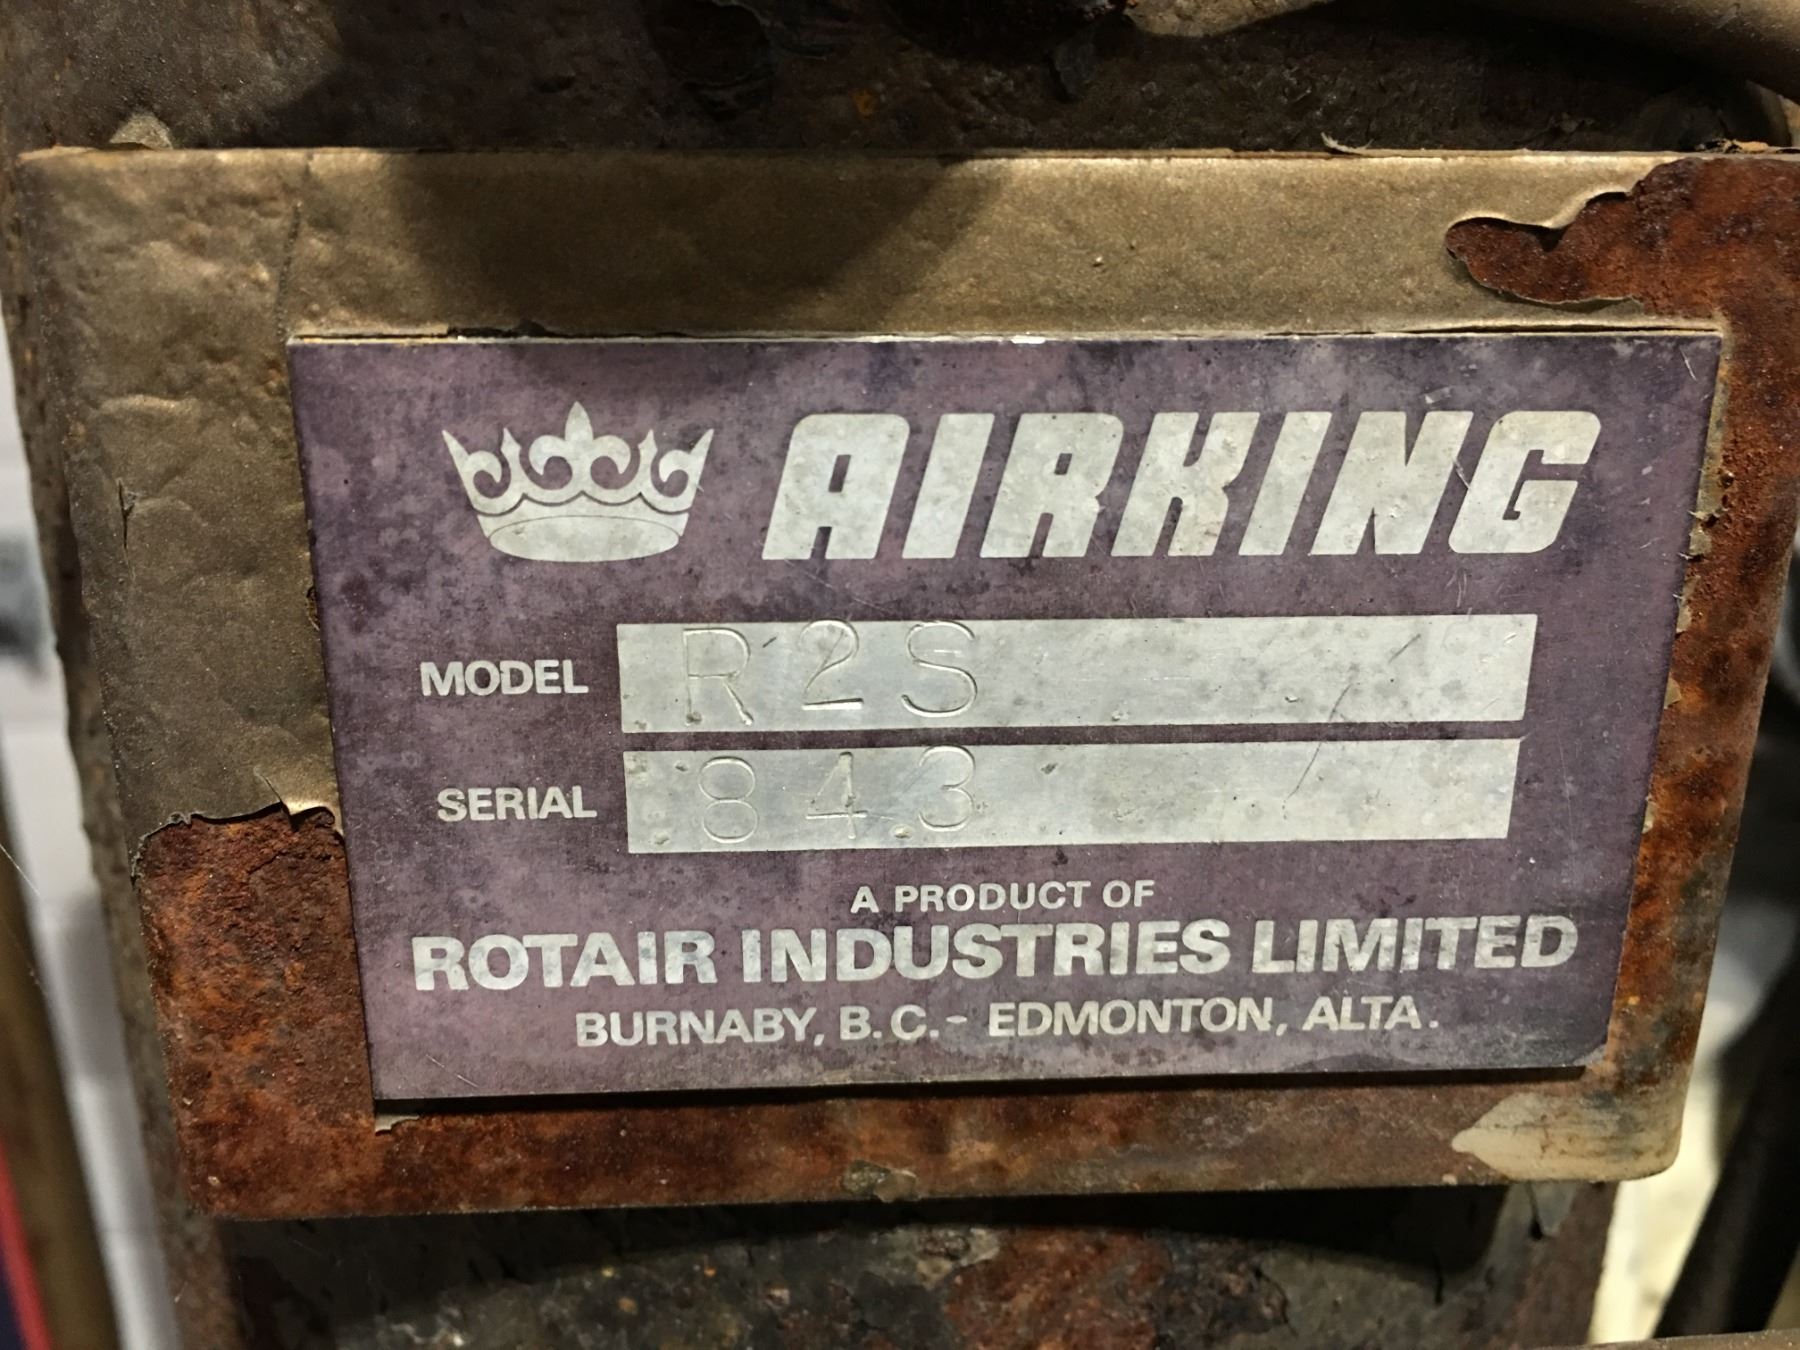 AIRKING
MODEL R2S
SERIAL 843
A PRODUCT OF
ROTAIR INDUSTRIES LIMITED
BURNABY, B.C.- EDMONTON, ALTA.